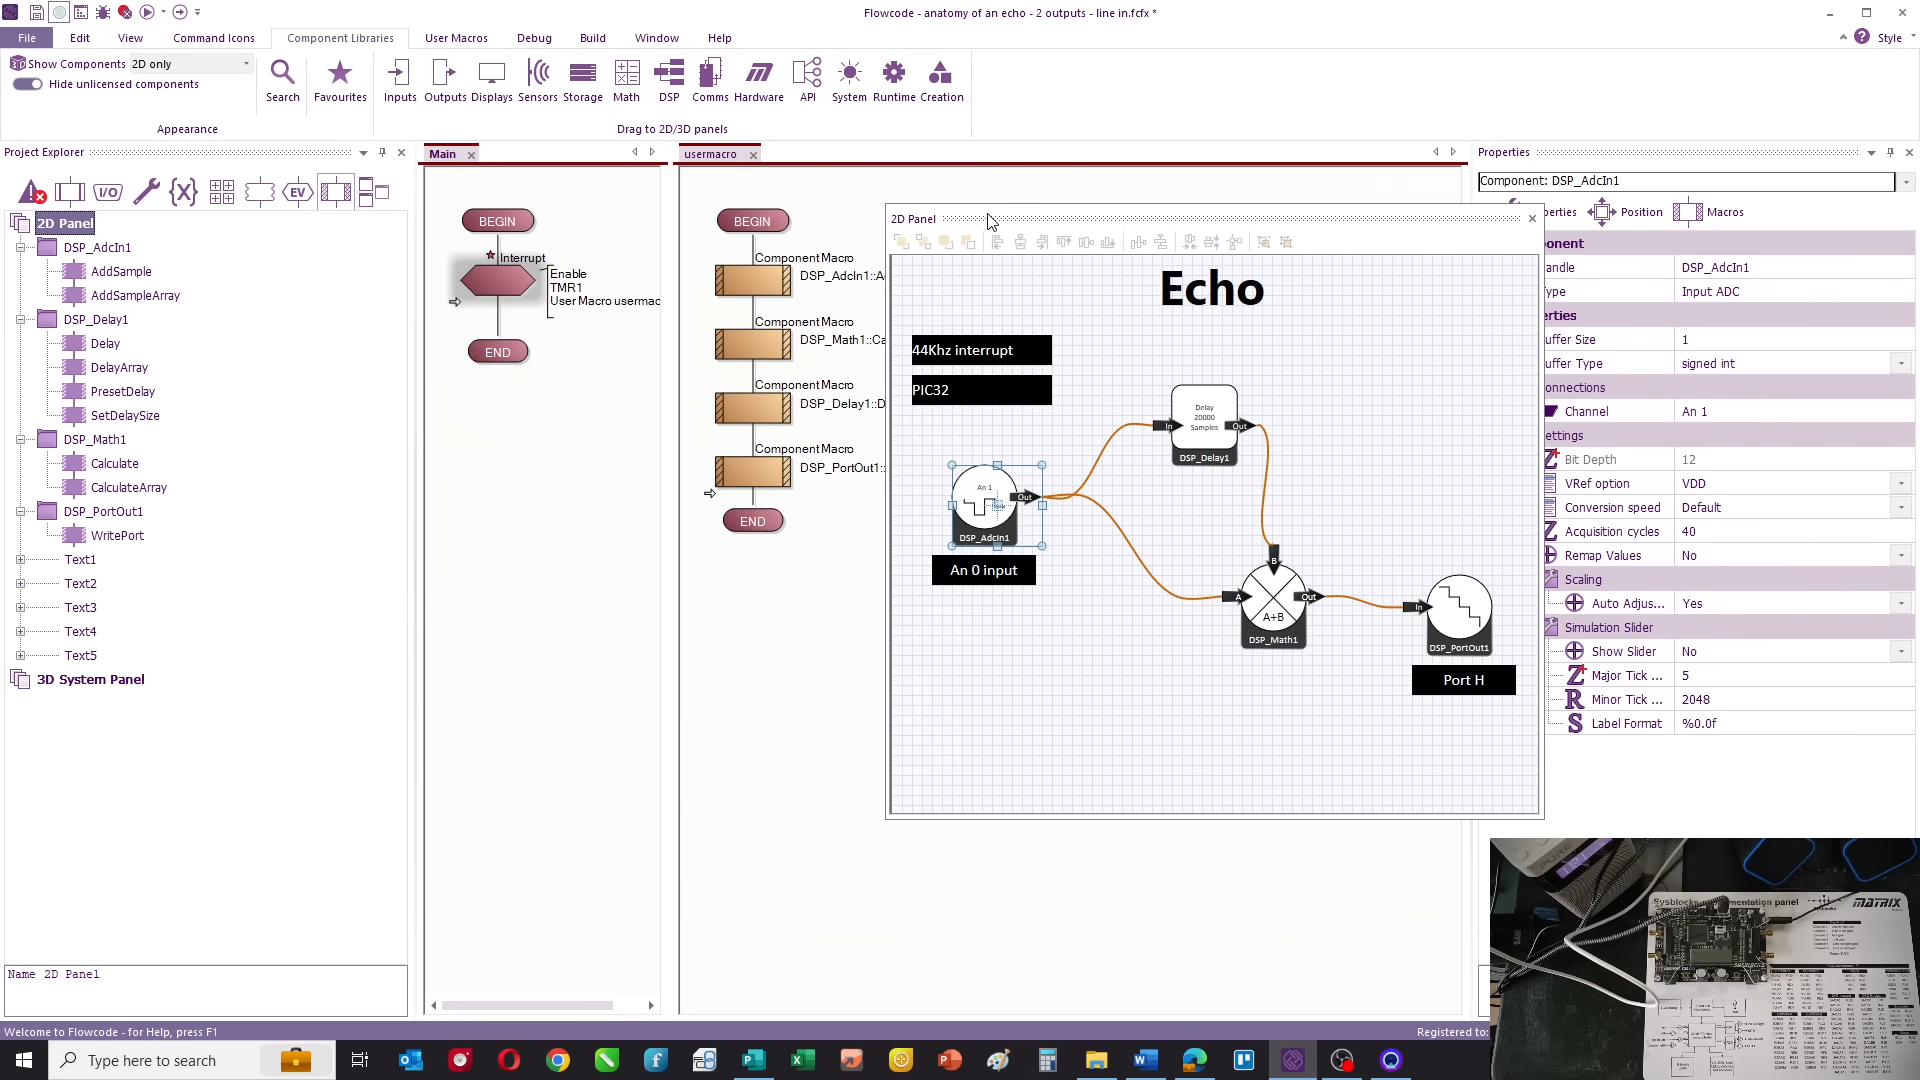 Flowcode - anatomy of an echo - 2 outputs - line in.fcfx *
File Edit View Command Icons Component Libraries User Macros Debug Build Window Help
Style
Show Components 2D only
Hide unlicensed components
Search Favourites Inputs Outputs Displays Sensors Storage Math DSP Comms Hardware API System Runtime Creation
Appearance
Drag to 2D/3D panels
Project Explorer
I/O
{X}
EV
2D Panel
DSP_AdcIn1
AddSample
AddSampleArray
DSP_Delay1
Delay
DelayArray
PresetDelay
SetDelaySize
DSP_Math1
Calculate
CalculateArray
DSP_PortOut1
WritePort
Text1
Text2
Text3
Text4
Text5
3D System Panel
Name 2D Panel
Main
BEGIN
Interrupt
Enable
TMR1
User Macro usermac
END
usermacro
BEGIN
Component Macro
DSP_AdcIn1::A
Component Macro
DSP_Math1::Ca
Component Macro
DSP_Delay1::D
Component Macro
DSP_PortOut1::
END
2D Panel
Echo
44Khz interrupt
PIC32
Delay
20000
Samples
In
Out
DSP_Delay1
An 1
Out
DSP_AdcIn1
An 0 input
B
A
Out
A+B
DSP_Math1
In
DSP_PortOut1
Port H
Properties
Component: DSP_AdcIn1
perties Position Macros
ponent
andle DSP_AdcIn1
ype Input ADC
erties
uffer Size 1
uffer Type signed int
onnections
Channel An 1
ettings
Bit Depth 12
VRef option VDD
Conversion speed Default
Acquisition cycles 40
Remap Values No
Scaling
Auto Adjus... Yes
Simulation Slider
Show Slider No
Major Tick ... 5
Minor Tick ... 2048
Label Format %0.0f
MATRIX
Welcome to Flowcode - for Help, press F1
Registered to:
Type here to search